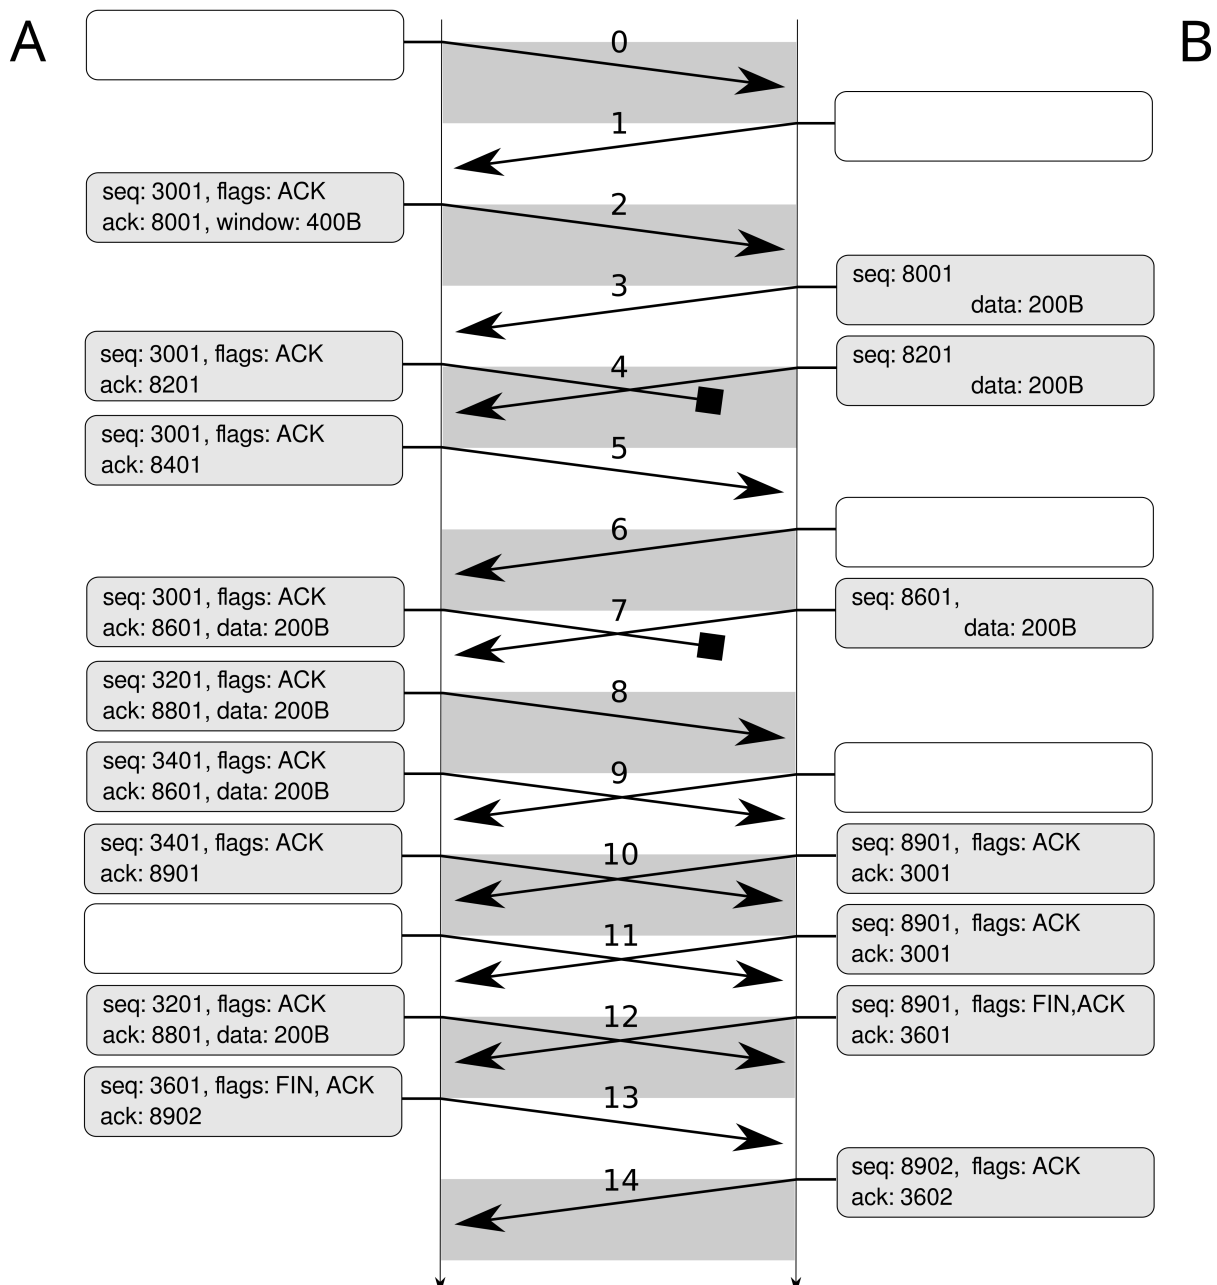 A
B
0
1
seq: 3001, flags: ACK
ack: 8001, window: 400B
2
3
seq: 8001
data: 200B
seq: 3001, flags: ACK
ack: 8201
4
seq: 8201
data: 200B
seq: 3001, flags: ACK
ack: 8401
5
6
seq: 3001, flags: ACK
ack: 8601, data: 200B
7
seq: 8601,
data: 200B
seq: 3201, flags: ACK
ack: 8801, data: 200B
8
seq: 3401, flags: ACK
ack: 8601, data: 200B
9
seq: 3401, flags: ACK
ack: 8901
10
seq: 8901, flags: ACK
ack: 3001
11
seq: 8901, flags: ACK
ack: 3001
seq: 3201, flags: ACK
ack: 8801, data: 200B
12
seq: 8901, flags: FIN,ACK
ack: 3601
seq: 3601, flags: FIN, ACK
ack: 8902
13
14
seq: 8902, flags: ACK
ack: 3602